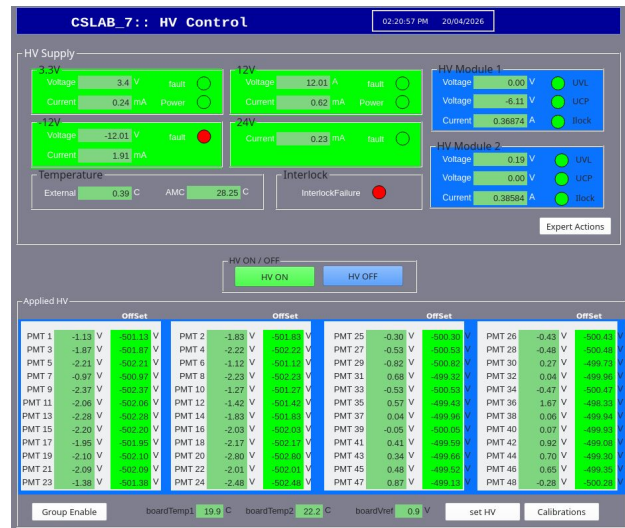 CSLAB_7:: HV Control 02:20:57 PM 20/04/2026
HV Supply
3.3V 12V HV Module 1
Voltage 3.4 V fault Voltage 12.01 A fault Voltage 0.00 V UVL
Current 0.24 mA Power Current 0.62 mA Power Voltage -6.11 V UCP
-12V 24V Current 0.36874 A Ilock
Voltage -12.01 V fault Current 0.23 mA fault HV Module 2
Current 1.91 mA Voltage 0.19 V UVL
Temperature Interlock Voltage 0.00 V UCP
External 0.39 C AMC 28.25 C InterlockFailure Current 0.38584 A Ilock
Expert Actions
HV ON / OFF
HV ON HV OFF
Applied HV
OffSet OffSet OffSet OffSet
PMT 1 -1.13 V -501.13 V PMT 2 -1.83 V -501.83 V PMT 25 -0.30 V -500.30 V PMT 26 -0.43 V -500.43 V
PMT 3 -1.87 V -501.87 V PMT 4 -2.22 V -502.22 V PMT 27 -0.53 V -500.53 V PMT 28 -0.48 V -500.48 V
PMT 5 -2.21 V -502.21 V PMT 6 -1.12 V -501.12 V PMT 29 -0.82 V -500.82 V PMT 30 0.27 V -499.73 V
PMT 7 -0.97 V -500.97 V PMT 8 -2.23 V -502.23 V PMT 31 0.68 V -499.32 V PMT 32 0.04 V -499.96 V
PMT 9 -2.37 V -502.37 V PMT 10 -1.27 V -501.27 V PMT 33 -0.53 V -500.53 V PMT 34 -0.47 V -500.47 V
PMT 11 -2.06 V -502.06 V PMT 12 -1.42 V -501.42 V PMT 35 0.57 V -499.43 V PMT 36 1.67 V -498.33 V
PMT 13 -2.28 V -502.28 V PMT 14 -1.83 V -501.83 V PMT 37 0.04 V -499.96 V PMT 38 0.06 V -499.94 V
PMT 15 -2.20 V -502.20 V PMT 16 -2.03 V -502.03 V PMT 39 -0.05 V -500.05 V PMT 40 0.07 V -499.93 V
PMT 17 -1.95 V -501.95 V PMT 18 -2.17 V -502.17 V PMT 41 0.41 V -499.59 V PMT 42 0.92 V -499.08 V
PMT 19 -2.10 V -502.10 V PMT 20 -2.80 V -502.80 V PMT 43 0.34 V -499.66 V PMT 44 0.70 V -499.30 V
PMT 21 -2.09 V -502.09 V PMT 22 -2.01 V -502.01 V PMT 45 0.48 V -499.52 V PMT 46 0.65 V -499.35 V
PMT 23 -1.38 V -501.38 V PMT 24 -2.48 V -502.48 V PMT 47 0.87 V -499.13 V PMT 48 -0.28 V -500.28 V
Group Enable boardTemp1 19.9 C boardTemp2 22.2 C boardVref 0.9 V set HV Calibrations